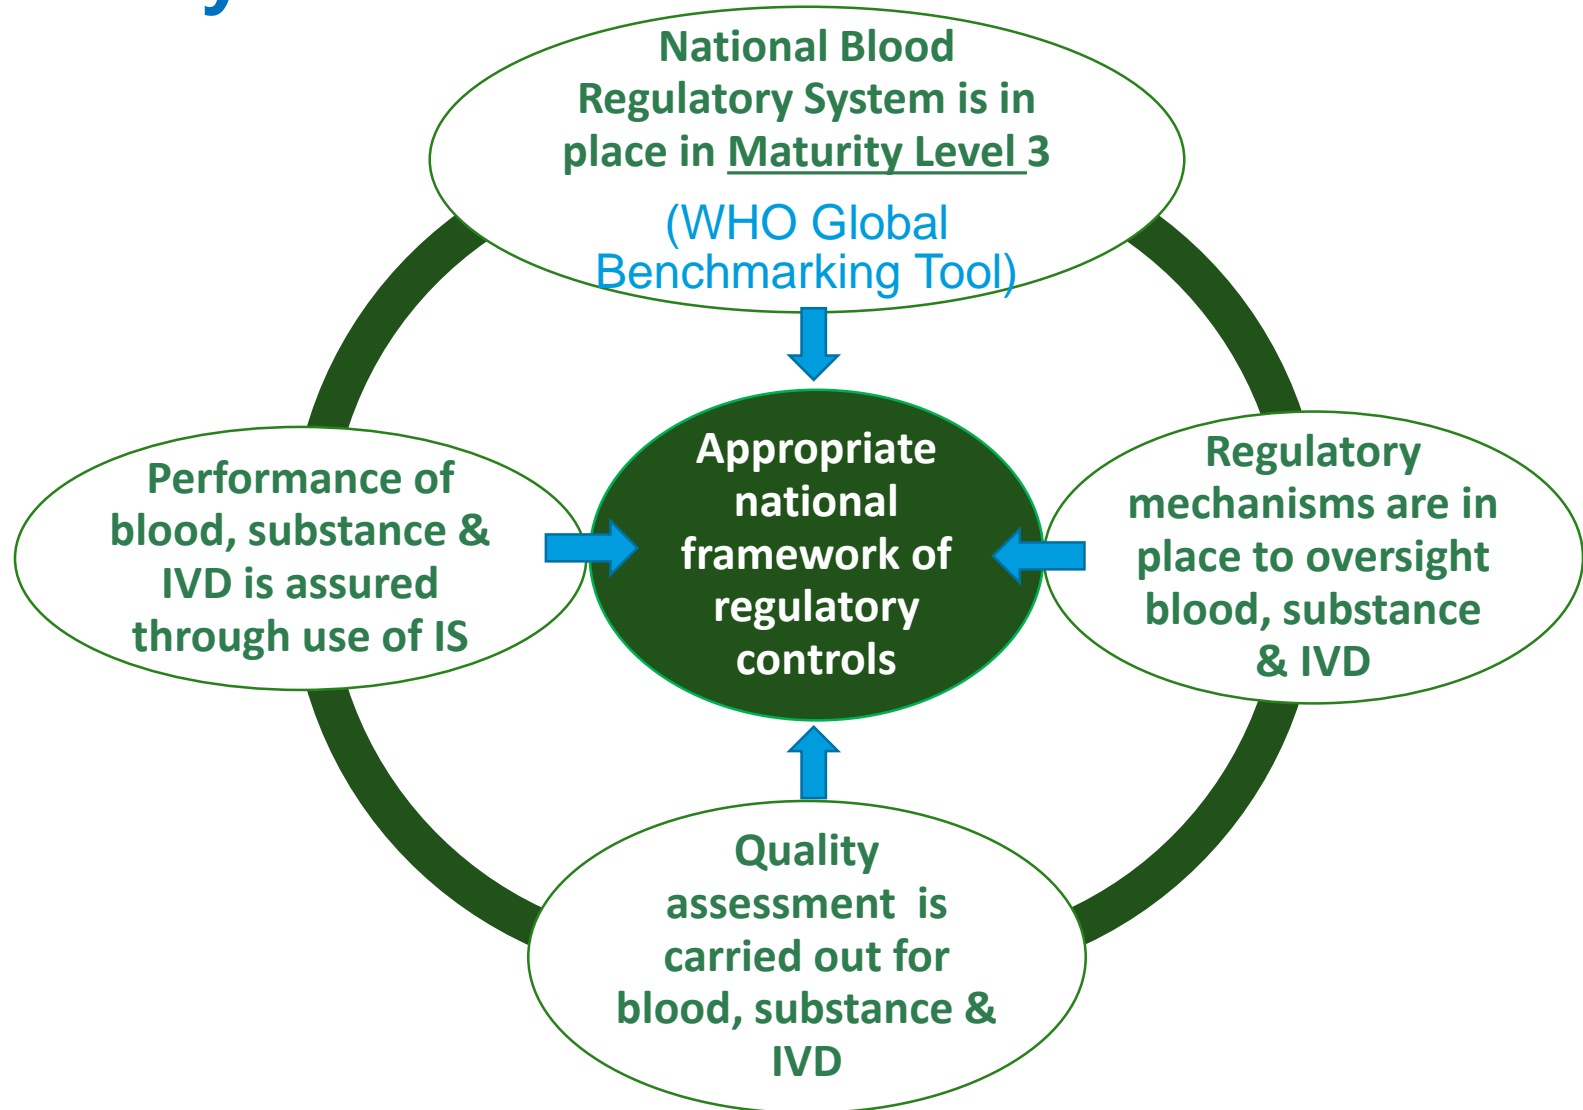 y
National Blood
Regulatory System is in
place in Maturity Level 3
(WHO Global
Benchmarking Tool)
Performance of
blood, substance &
IVD is assured
through use of IS
Appropriate
national
framework of
regulatory
controls
Regulatory
mechanisms are in
place to oversight
blood, substance
& IVD
Quality
assessment is
carried out for
blood, substance &
IVD